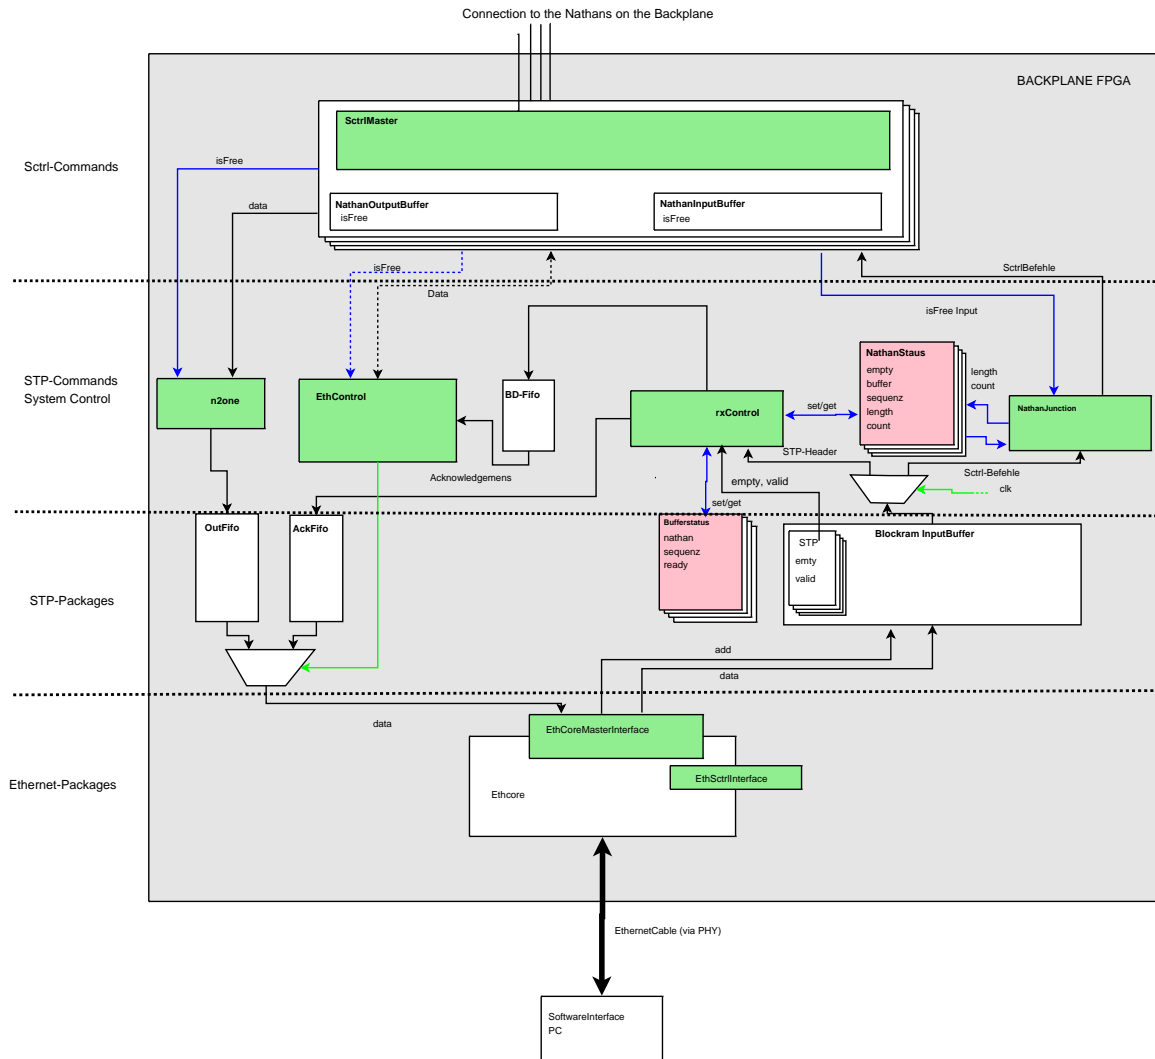 Connection to the Nathans on the Backplane
BACKPLANE FPGA
SctrlMaster
Sctrl-Commands
isFree
NathanOutputBuffer
isFree
NathanInputBuffer
isFree
data
isFree
Data
SctrlBefehle
isFree Input
STP-Commands
System Control
n2one
EthControl
BD-Fifo
rxControl
set/get
NathanStaus
empty
buffer
sequenz
length
count
length
count
NathanJunction
Acknowledgemens
STP-Header
Sctrl-Befehle
clk
empty, valid
set/get
OutFifo
AckFifo
Bufferstatus
nathan
sequenz
ready
Blockram InputBuffer
STP
emty
valid
STP-Packages
add
data
data
EthCoreMasterInterface
EthSctrlInterface
Ethcore
Ethernet-Packages
EthernetCable (via PHY)
SoftwareInterface
PC